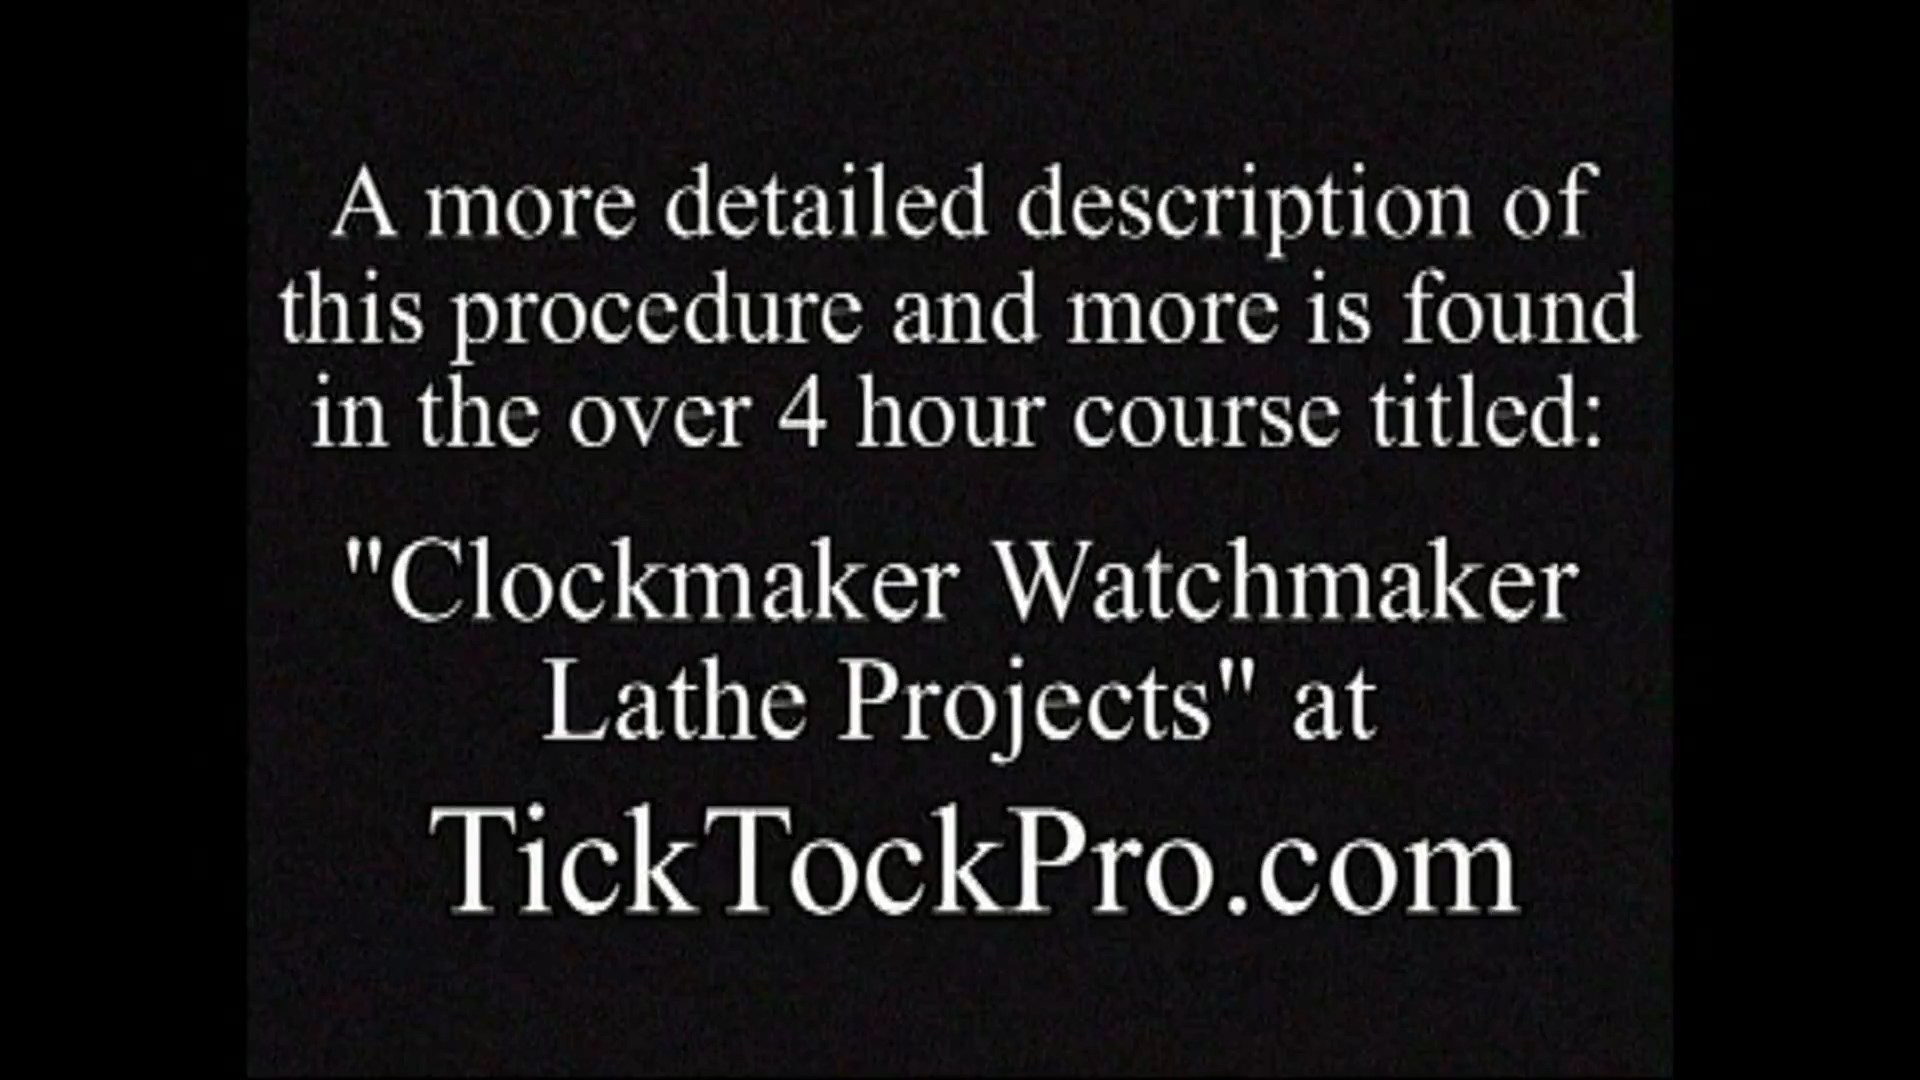 A more detailed description of
this procedure and more is found
in the over 4 hour course titled:
"Clockmaker Watchmaker
Lathe Projects" at
TickTockPro.com